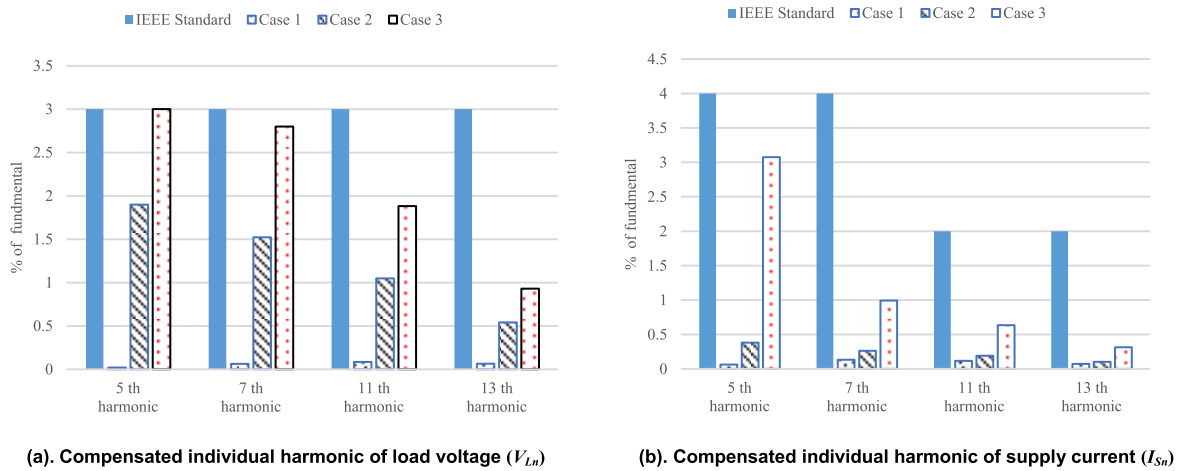 IEEE Standard Case 1 Case 2 Case 3
3.5
3
2.5
2
1.5
1
0.5
0
% of fundmental
5 th harmonic
7 th harmonic
11 th harmonic
13 th harmonic
(a). Compensated individual harmonic of load voltage (VLn)
IEEE Standard Case 1 Case 2 Case 3
4.5
4
3.5
3
2.5
2
1.5
1
0.5
0
% of fundmental
5 th harmonic
7 th harmonic
11 th harmonic
13 th harmonic
(b). Compensated individual harmonic of supply current (ISn)